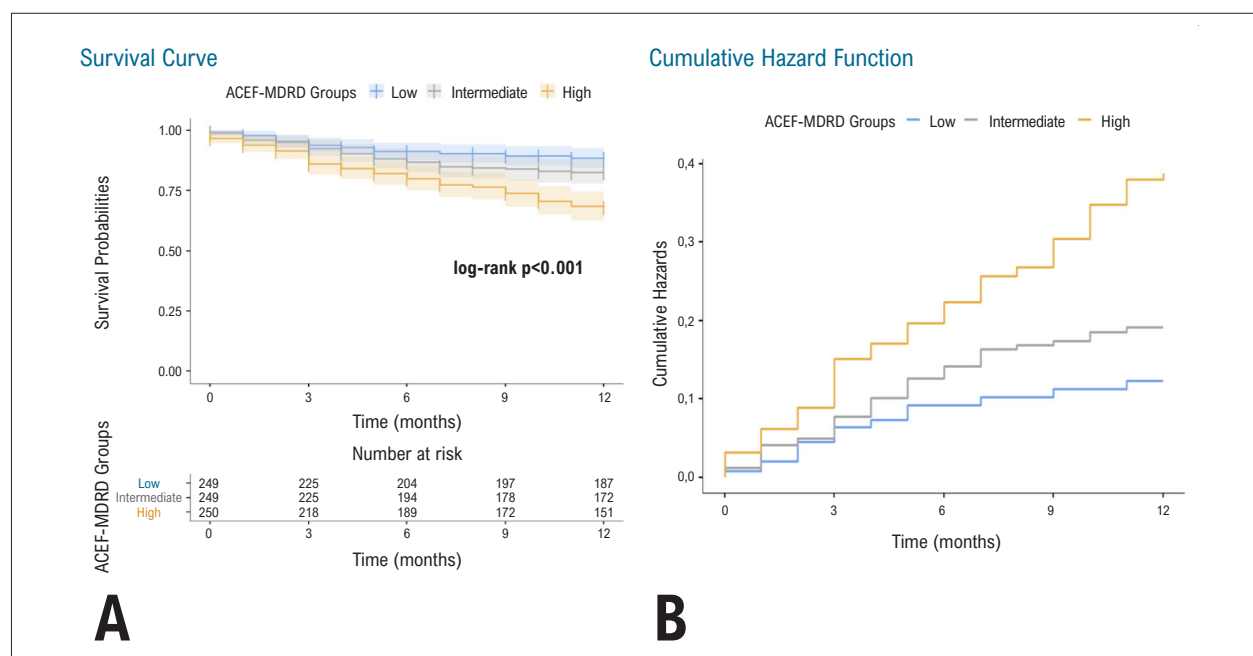 Survival Curve
ACEF-MDRD Groups Low Intermediate High
1.00
0.75
0.50
0.25
0.00
Survival Probabilities
log-rank p<0.001
0 3 6 9 12
Time (months)
Number at risk
ACEF-MDRD Groups
Low 249 225 204 197 187
Intermediate 249 225 194 178 172
High 250 218 189 172 151
0 3 6 9 12
Time (months)
A
Cumulative Hazard Function
ACEF-MDRD Groups Low Intermediate High
0,4
0,3
0,2
0,1
0,0
Cumulative Hazards
0 3 6 9 12
Time (months)
B